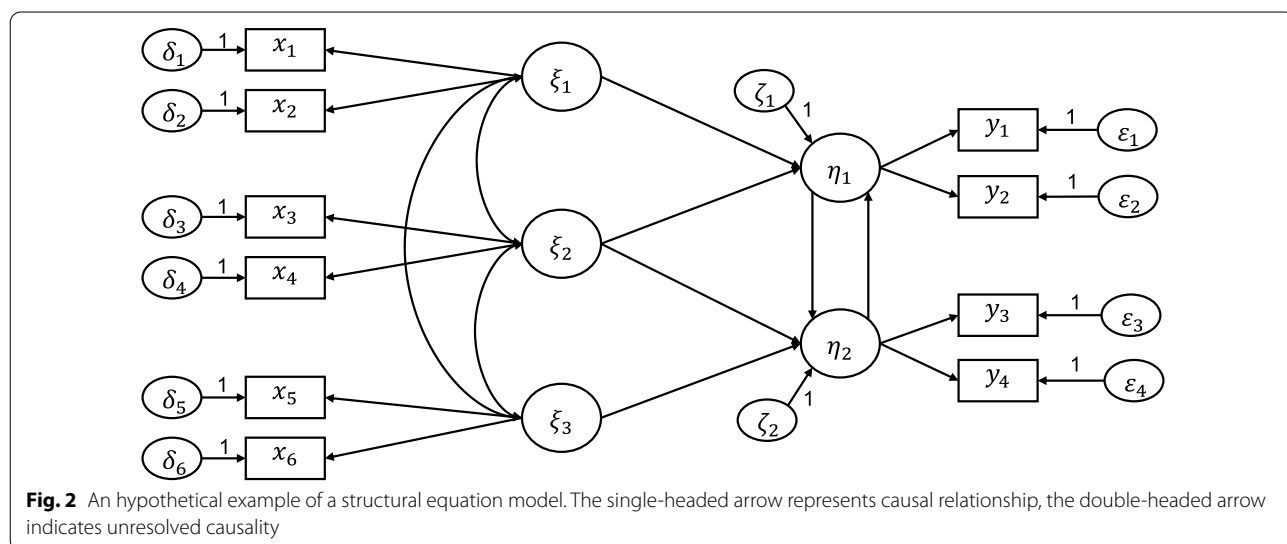 δ₁ 1 x₁
δ₂ 1 x₂
ξ₁
ζ₁ 1
y₁ 1 ε₁
η₁
y₂ 1 ε₂
δ₃ 1 x₃
δ₄ 1 x₄
ξ₂
y₃ 1 ε₃
η₂
y₄ 1 ε₄
ζ₂ 1
δ₅ 1 x₅
δ₆ 1 x₆
ξ₃
Fig. 2 An hypothetical example of a structural equation model. The single-headed arrow represents causal relationship, the double-headed arrow
indicates unresolved causality